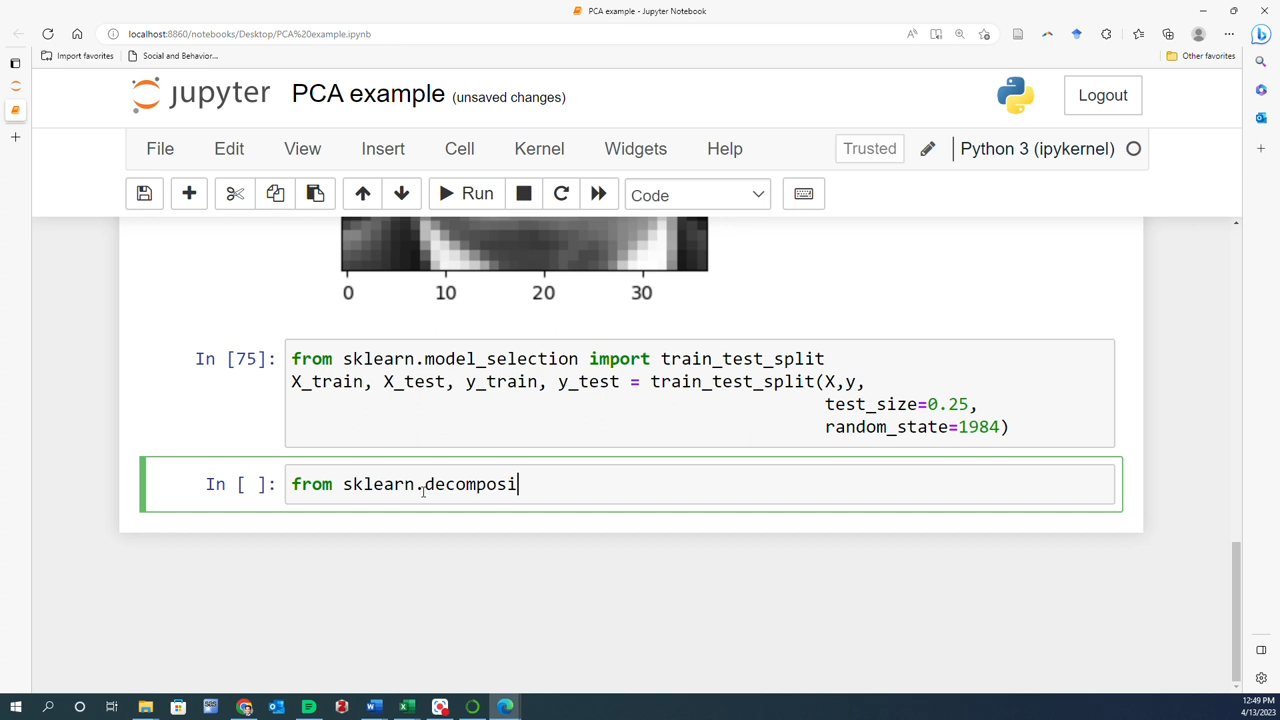 PCA example - Jupyter Notebook
localhost:8860/notebooks/Desktop/PCA%20example.ipynb
Import favorites
Social and Behavior...
Other favorites
jupyter PCA example (unsaved changes)
Logout
File Edit View Insert Cell Kernel Widgets Help
Trusted
Python 3 (ipykernel)
Run
Code
0 10 20 30
In [75]: from sklearn.model_selection import train_test_split
X_train, X_test, y_train, y_test = train_test_split(X,y,
test_size=0.25,
random_state=1984)
In [ ]: from sklearn.decomposi
12:49 PM
4/13/2023